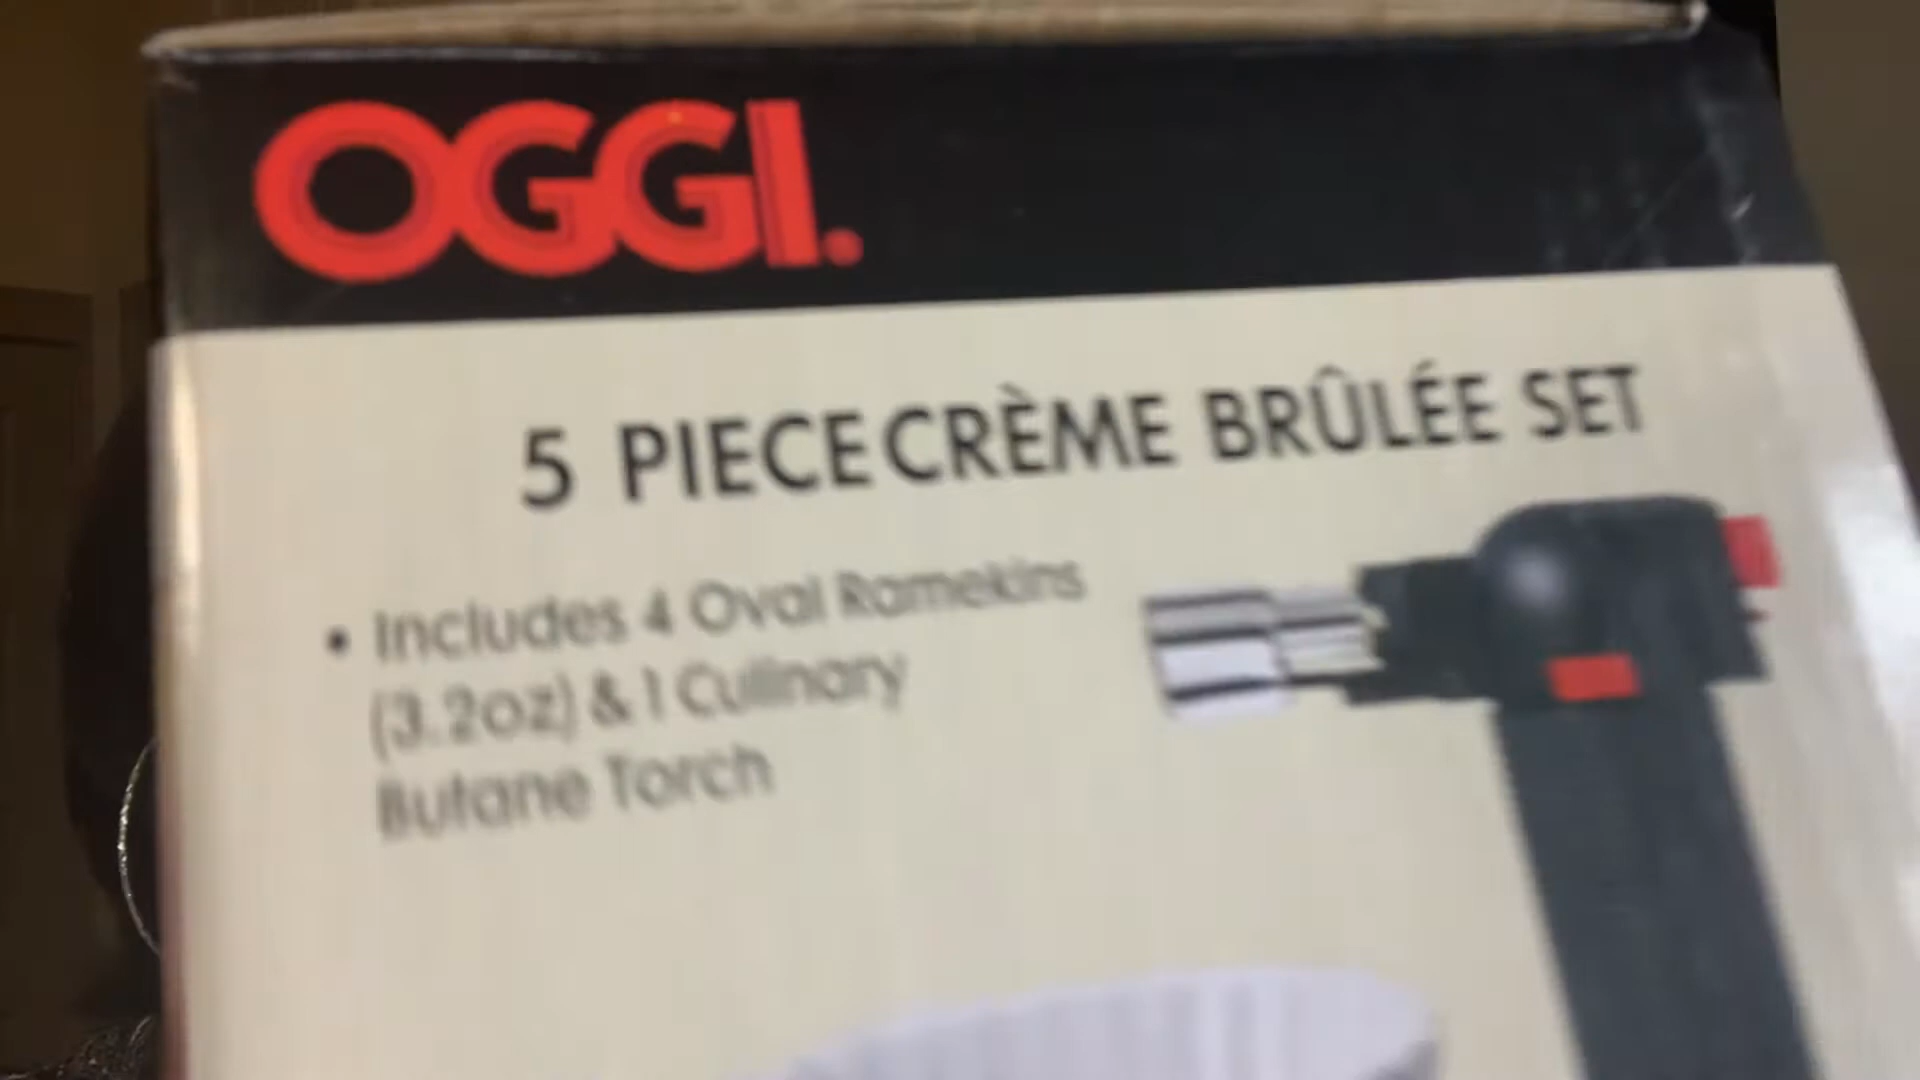 OGGI.
5 PIECE CRÈME BRÛLÉE SET
• Includes 4 Oval Ramekins
(3.2oz) & 1 Culinary
Butane Torch